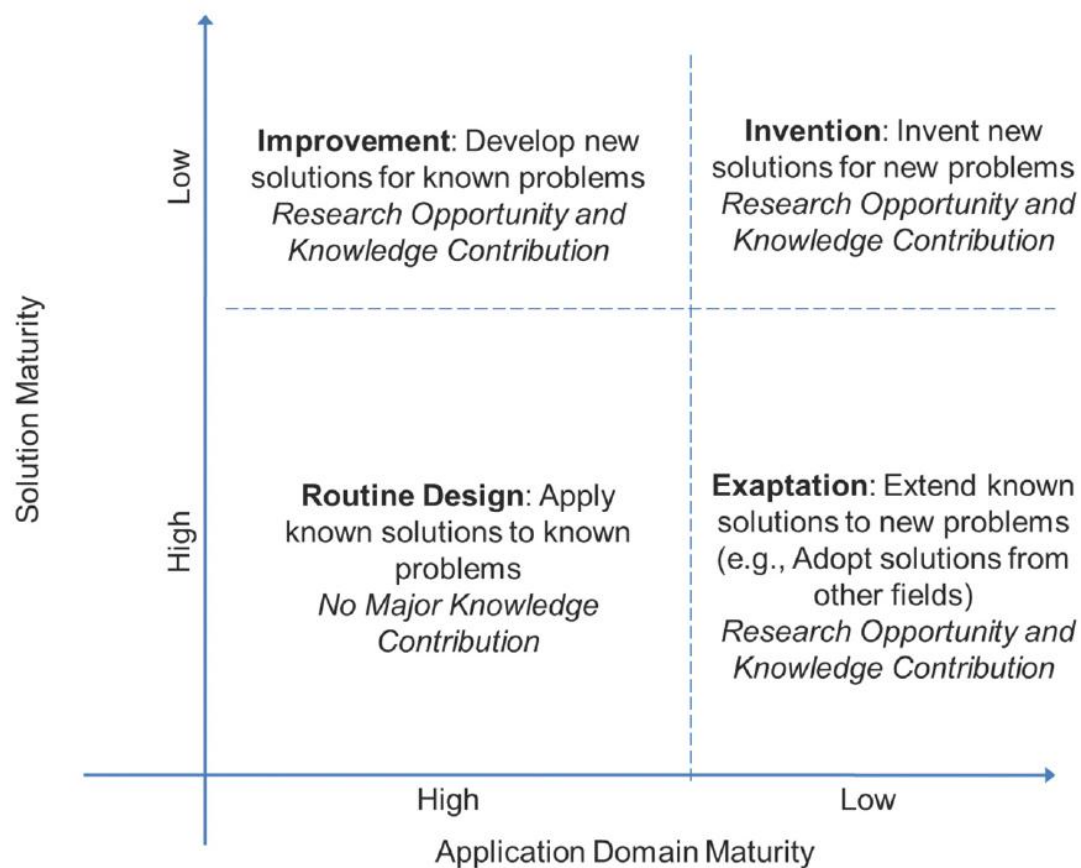 Improvement: Develop new
solutions for known problems
Research Opportunity and
Knowledge Contribution
Invention: Invent new
solutions for new problems
Research Opportunity and
Knowledge Contribution
Low
Solution Maturity
High
Routine Design: Apply
known solutions to known
problems
No Major Knowledge
Contribution
Exaptation: Extend known
solutions to new problems
(e.g., Adopt solutions from
other fields)
Research Opportunity and
Knowledge Contribution
High
Low
Application Domain Maturity